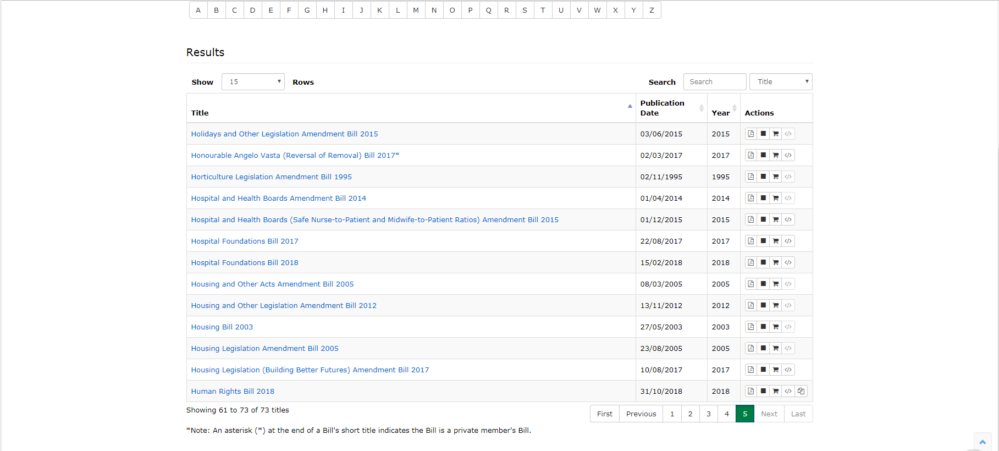 A B C D E F G H I J K L M N O P Q R S T U V W X Y Z
Results
Show 15 Rows Search Search Title
Title Publication Date Year Actions
Holidays and Other Legislation Amendment Bill 2015 03/06/2015 2015
Honourable Angelo Vasta (Reversal of Removal) Bill 2017* 02/03/2017 2017
Horticulture Legislation Amendment Bill 1995 02/11/1995 1995
Hospital and Health Boards Amendment Bill 2014 01/04/2014 2014
Hospital and Health Boards (Safe Nurse-to-Patient and Midwife-to-Patient Ratios) Amendment Bill 2015 01/12/2015 2015
Hospital Foundations Bill 2017 22/08/2017 2017
Hospital Foundations Bill 2018 15/02/2018 2018
Housing and Other Acts Amendment Bill 2005 08/03/2005 2005
Housing and Other Legislation Amendment Bill 2012 13/11/2012 2012
Housing Bill 2003 27/05/2003 2003
Housing Legislation Amendment Bill 2005 23/08/2005 2005
Housing Legislation (Building Better Futures) Amendment Bill 2017 10/08/2017 2017
Human Rights Bill 2018 31/10/2018 2018
Showing 61 to 73 of 73 titles First Previous 1 2 3 4 5 Next Last
*Note: An asterisk (*) at the end of a Bill's short title indicates the Bill is a private member's Bill.